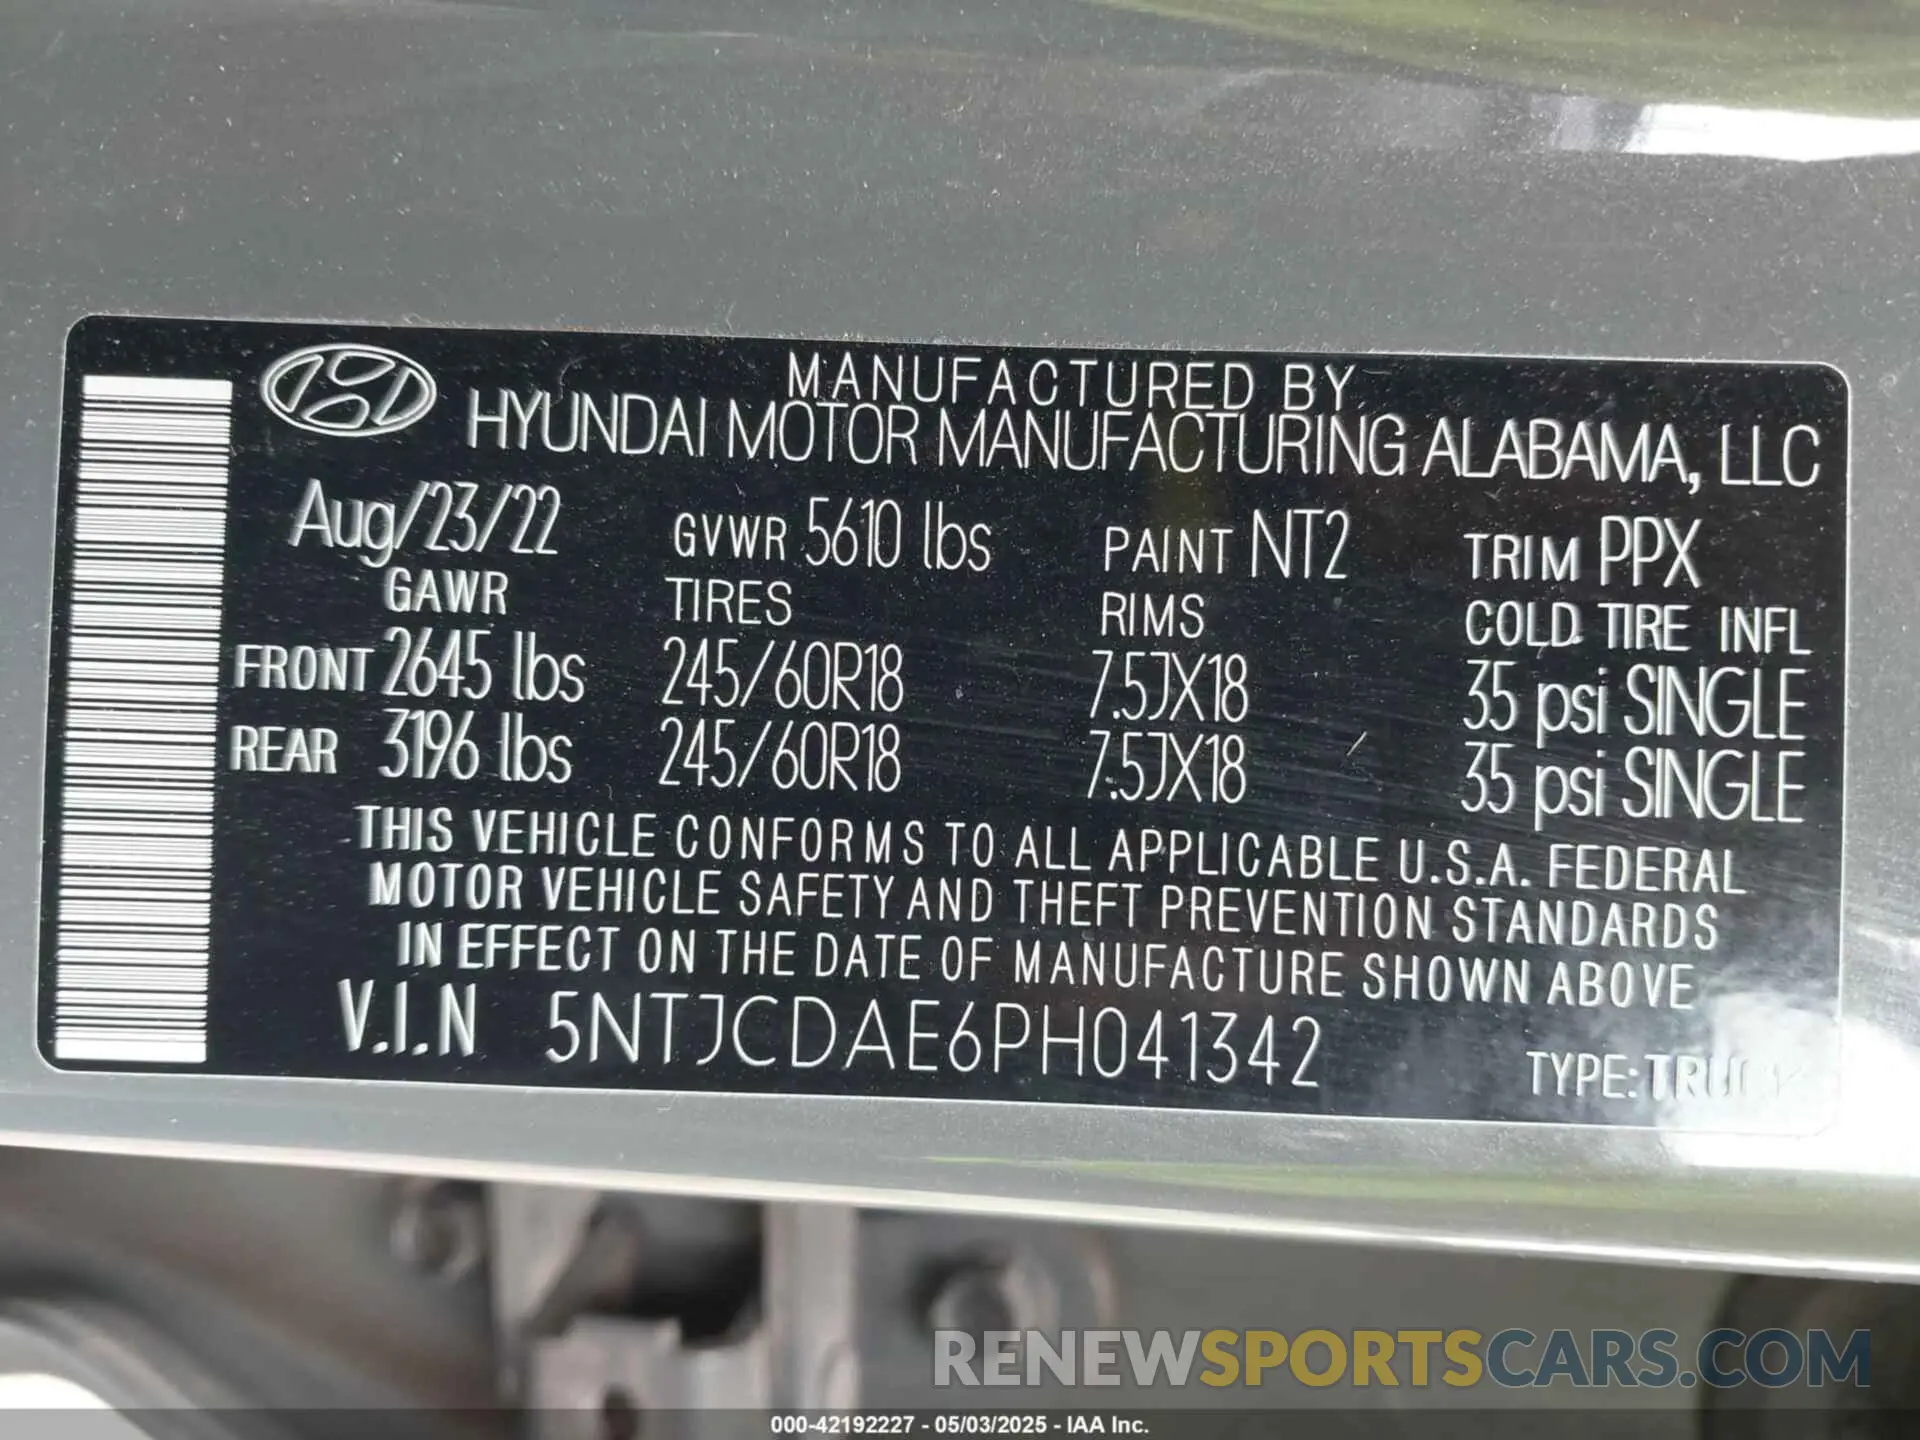 MANUFACTURED BY
HYUNDAI MOTOR MANUFACTURING ALABAMA, LLC
Aug/23/22 GVWR 5610 lbs PAINT NT2 TRIM PPX
GAWR TIRES RIMS COLD TIRE INFL
FRONT 2645 lbs 245/60R18 7.5JX18 35 psi SINGLE
REAR 3196 lbs 245/60R18 7.5JX18 35 psi SINGLE
THIS VEHICLE CONFORMS TO ALL APPLICABLE U.S.A. FEDERAL
MOTOR VEHICLE SAFETY AND THEFT PREVENTION STANDARDS
IN EFFECT ON THE DATE OF MANUFACTURE SHOWN ABOVE
V.I.N 5NTJCDAE6PH041342 TYPE: TRUCK
RENEWSPORTSCARS.COM
000-42192227 - 05/03/2025 - IAA Inc.